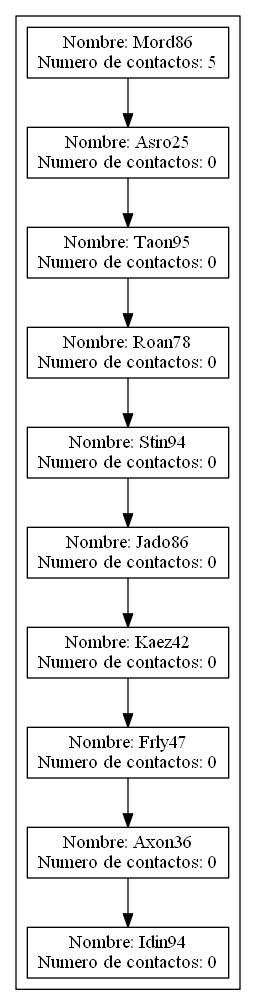 Nombre: Mord86
Numero de contactos: 5
Nombre: Asro25
Numero de contactos: 0
Nombre: Taon95
Numero de contactos: 0
Nombre: Roan78
Numero de contactos: 0
Nombre: Stin94
Numero de contactos: 0
Nombre: Jado86
Numero de contactos: 0
Nombre: Kaez42
Numero de contactos: 0
Nombre: Frly47
Numero de contactos: 0
Nombre: Axon36
Numero de contactos: 0
Nombre: Idin94
Numero de contactos: 0